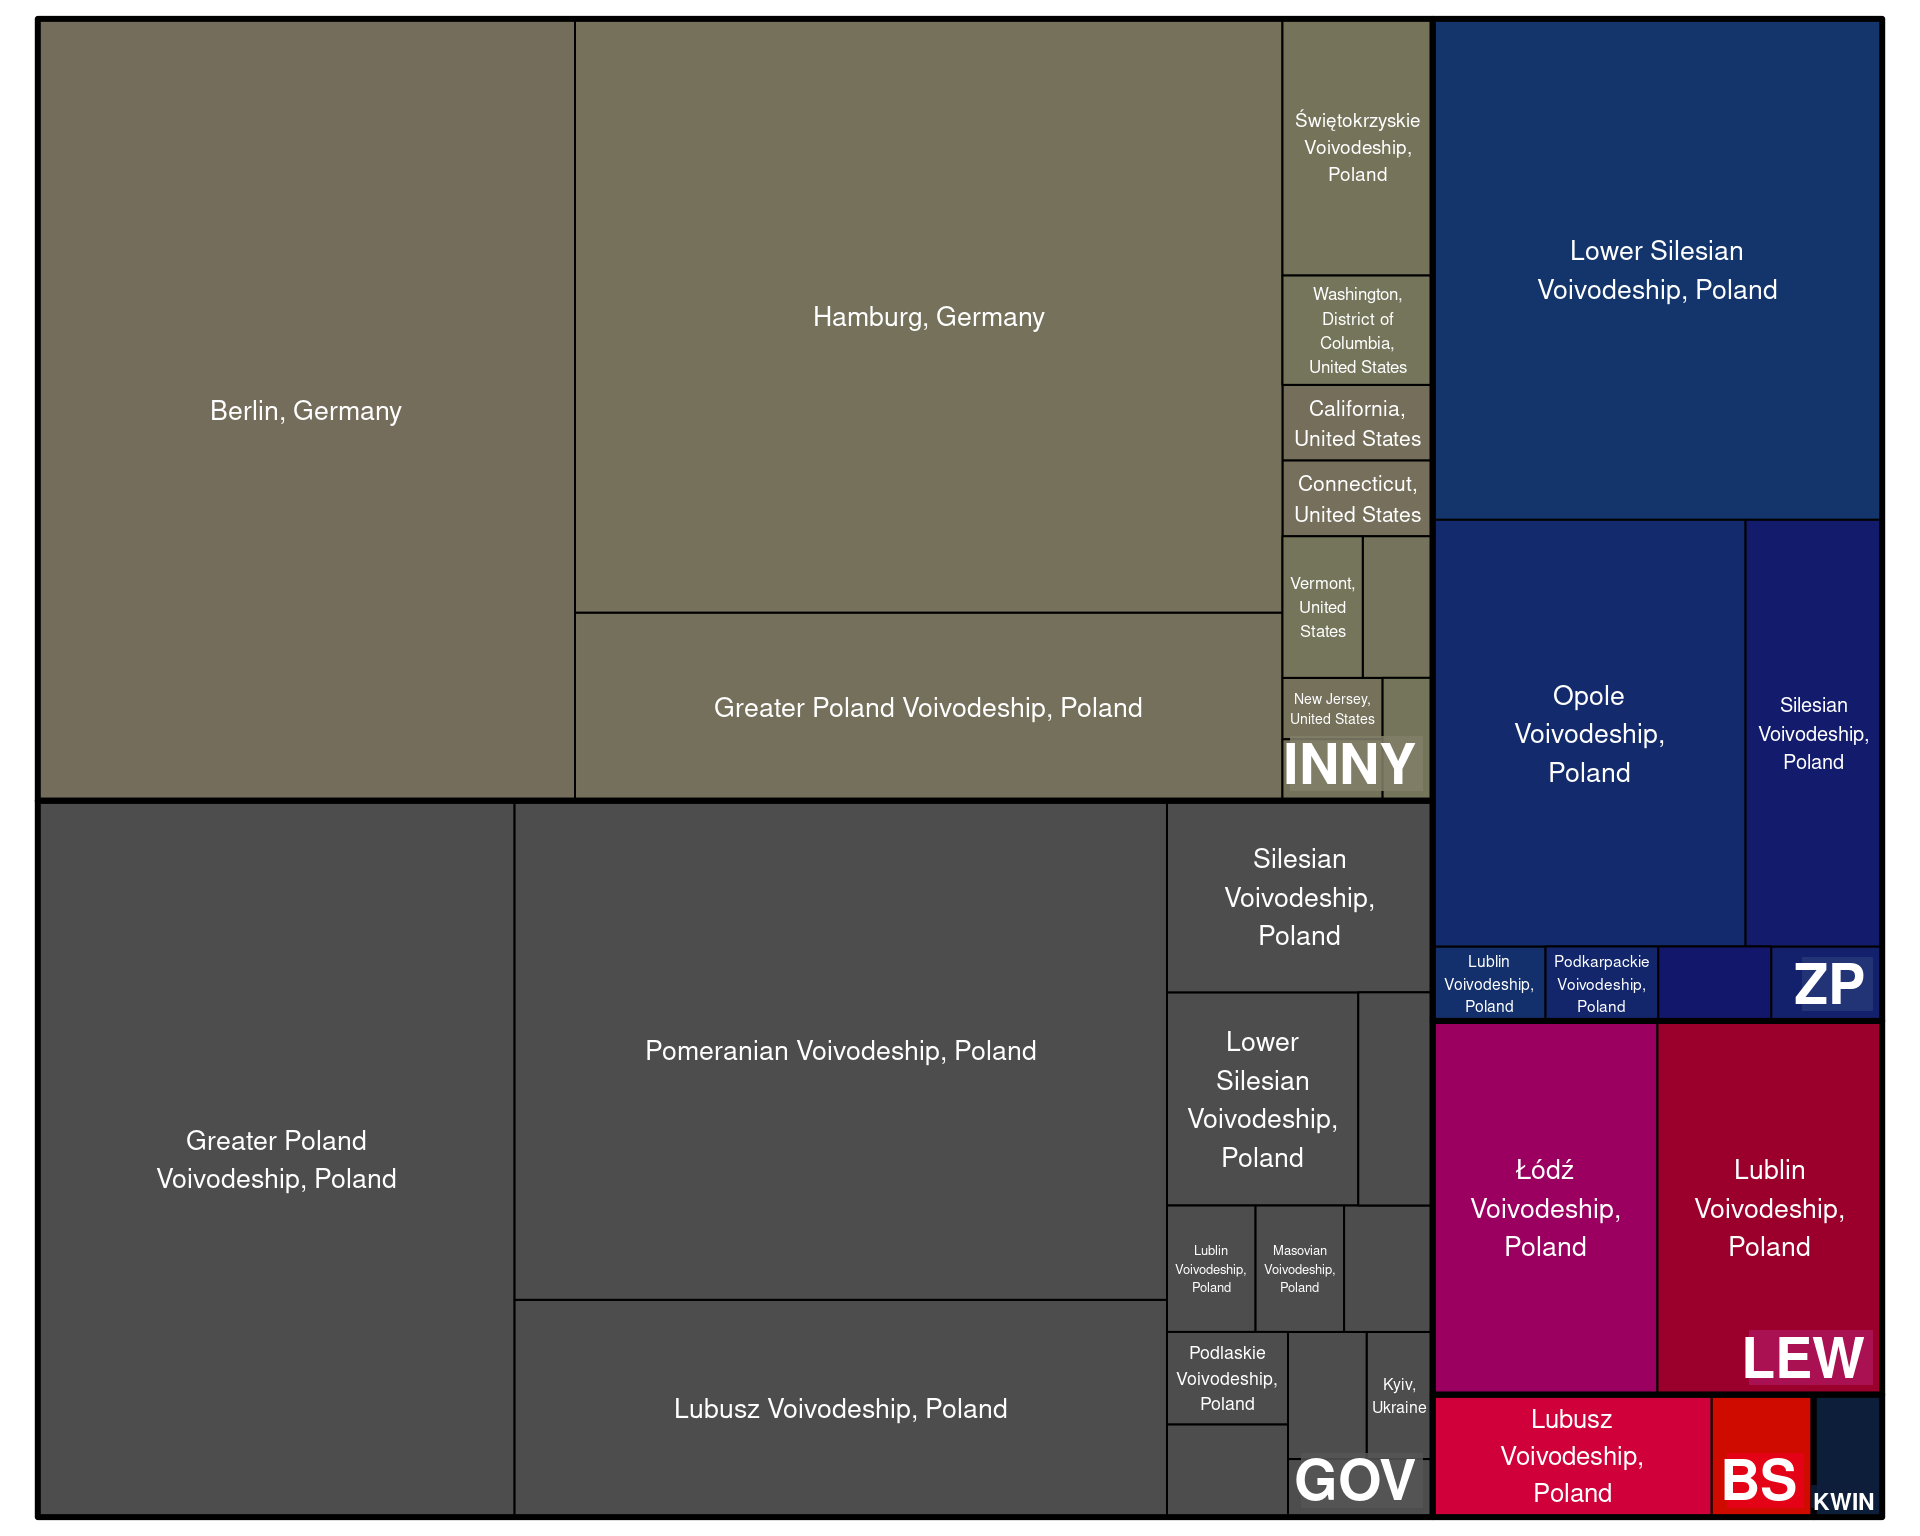 Berlin, Germany
Hamburg, Germany
Greater Poland Voivodeship, Poland
Świętokrzyskie
Voivodeship,
Poland
Washington,
District of
Columbia,
United States
California,
United States
Connecticut,
United States
Vermont,
United
States
New Jersey,
United States
INNY
Greater Poland
Voivodeship, Poland
Pomeranian Voivodeship, Poland
Lubusz Voivodeship, Poland
Silesian
Voivodeship,
Poland
Lower
Silesian
Voivodeship,
Poland
Lublin
Voivodeship,
Poland
Masovian
Voivodeship,
Poland
Podlaskie
Voivodeship,
Poland
Kyiv,
Ukraine
GOV
Lower Silesian
Voivodeship, Poland
Opole
Voivodeship,
Poland
Silesian
Voivodeship,
Poland
Lublin
Voivodeship,
Poland
Podkarpackie
Voivodeship,
Poland
ZP
Łódź
Voivodeship,
Poland
Lublin
Voivodeship,
Poland
LEW
Lubusz
Voivodeship,
Poland
BS
KWIN